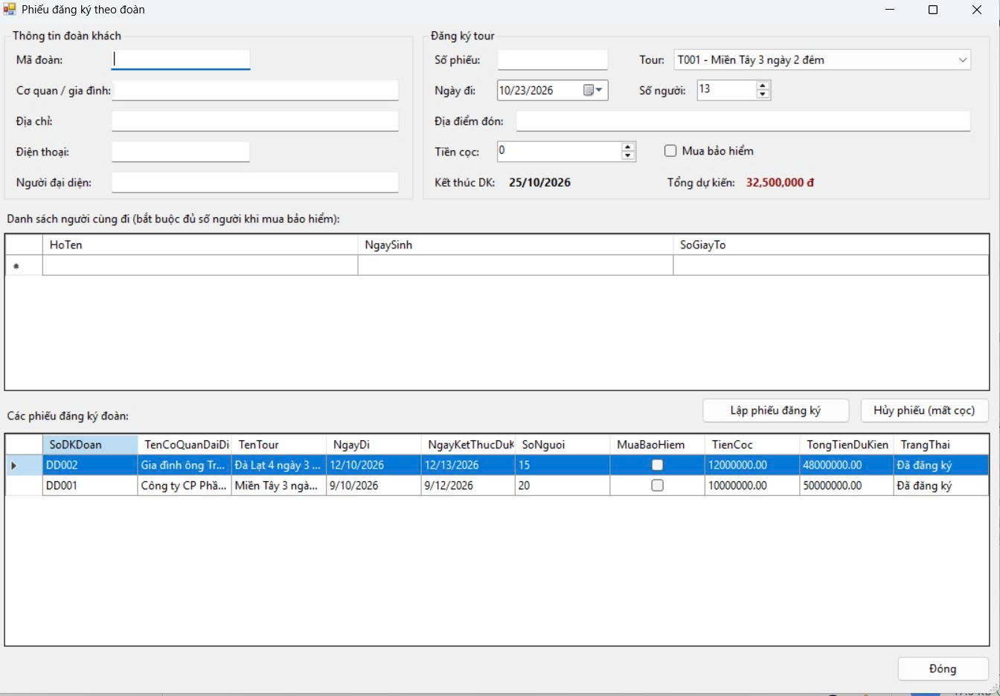 Phiếu đăng ký theo đoàn
Thông tin đoàn khách
Mã đoàn:
Cơ quan / gia đình:
Địa chỉ:
Điện thoại:
Người đại diện:
Đăng ký tour
Số phiếu:
Tour: T001 - Miền Tây 3 ngày 2 đêm
Ngày đi: 10/23/2026
Số người: 13
Địa điểm đón:
Tiền cọc: 0
Mua bảo hiểm
Kết thúc DK: 25/10/2026
Tổng dự kiến: 32,500,000 đ
Danh sách người cùng đi (bắt buộc đủ số người khi mua bảo hiểm):
HoTen NgaySinh SoGiayTo
Lập phiếu đăng ký
Hủy phiếu (mất cọc)
Các phiếu đăng ký đoàn:
SoDKDoan TenCoQuanDaiDi TenTour NgayDi NgayKetThucDuK SoNguoi MuaBaoHiem TienCoc TongTienDuKien TrangThai
DD002 Gia đình ông Tr... Đà Lạt 4 ngày 3 ... 12/10/2026 12/13/2026 15 12000000.00 48000000.00 Đã đăng ký
DD001 Công ty CP Phầ... Miền Tây 3 ngà... 9/10/2026 9/12/2026 20 10000000.00 50000000.00 Đã đăng ký
Đóng